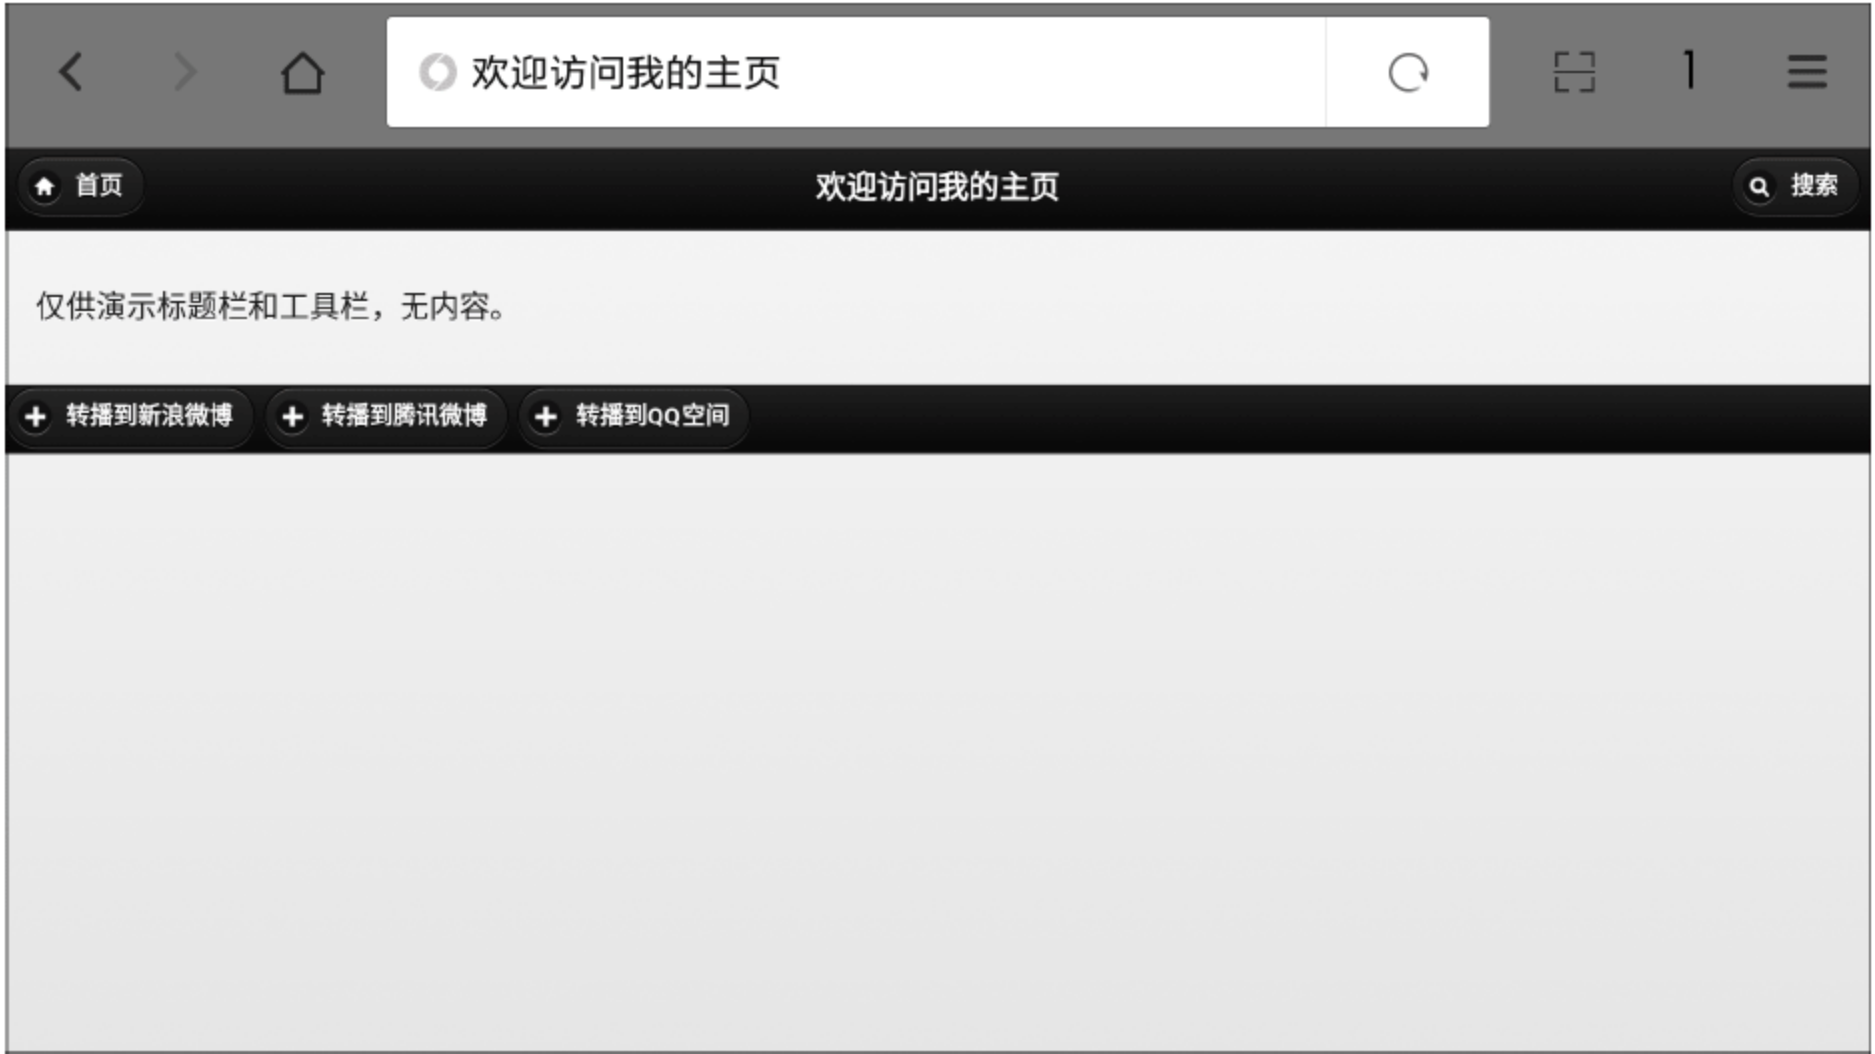 欢迎访问我的主页 1
首页 欢迎访问我的主页 搜索
仅供演示标题栏和工具栏，无内容。
转播到新浪微博 转播到腾讯微博 转播到QQ空间